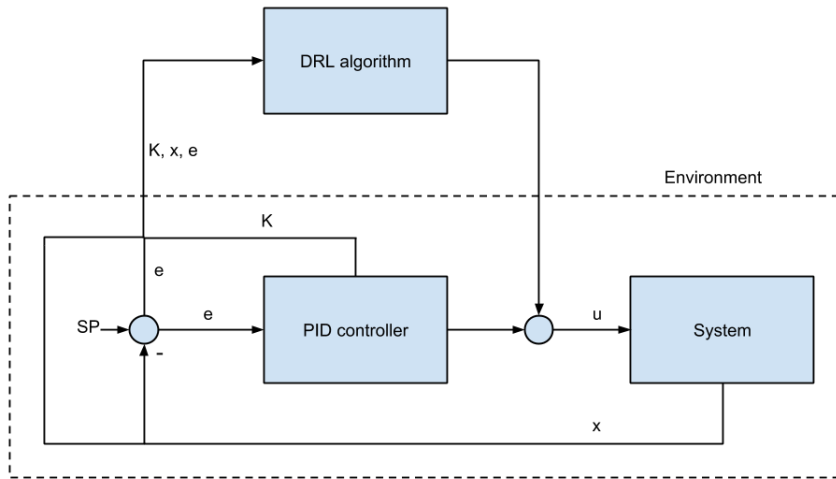 DRL algorithm
K, x, e
Environment
K
e
SP
e
PID controller
u
System
-
x